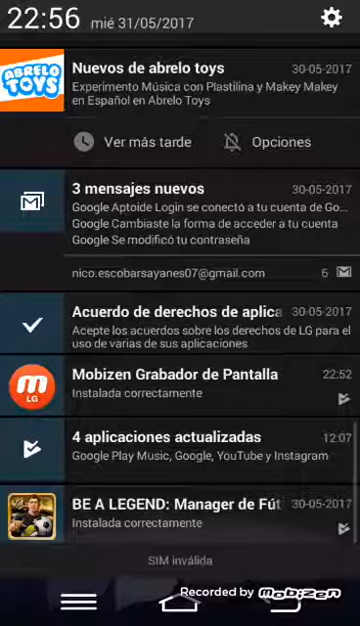 22:56 mié 31/05/2017
ABRELO TOYS
Nuevos de abrelo toys 30-05-2017
Experimento Música con Plastilina y Makey Makey
en Español en Abrelo Toys
Ver más tarde Opciones
3 mensajes nuevos 30-05-2017
Google Aptoide Login se conectó a tu cuenta de Go...
Google Cambiaste la forma de acceder a tu cuenta
Google Se modificó tu contraseña
nico.escobarsayanes07@gmail.com 6
Acuerdo de derechos de aplica 30-05-2017
Acepte los acuerdos sobre los derechos de LG para el
uso de varias de sus aplicaciones
Mobizen Grabador de Pantalla 22:52
Instalada correctamente
m LG
4 aplicaciones actualizadas 12:07
Google Play Music, Google, YouTube y Instagram
BE A LEGEND: Manager de Fút 30-05-2017
Instalada correctamente
SIM inválida
Recorded by Mobizen